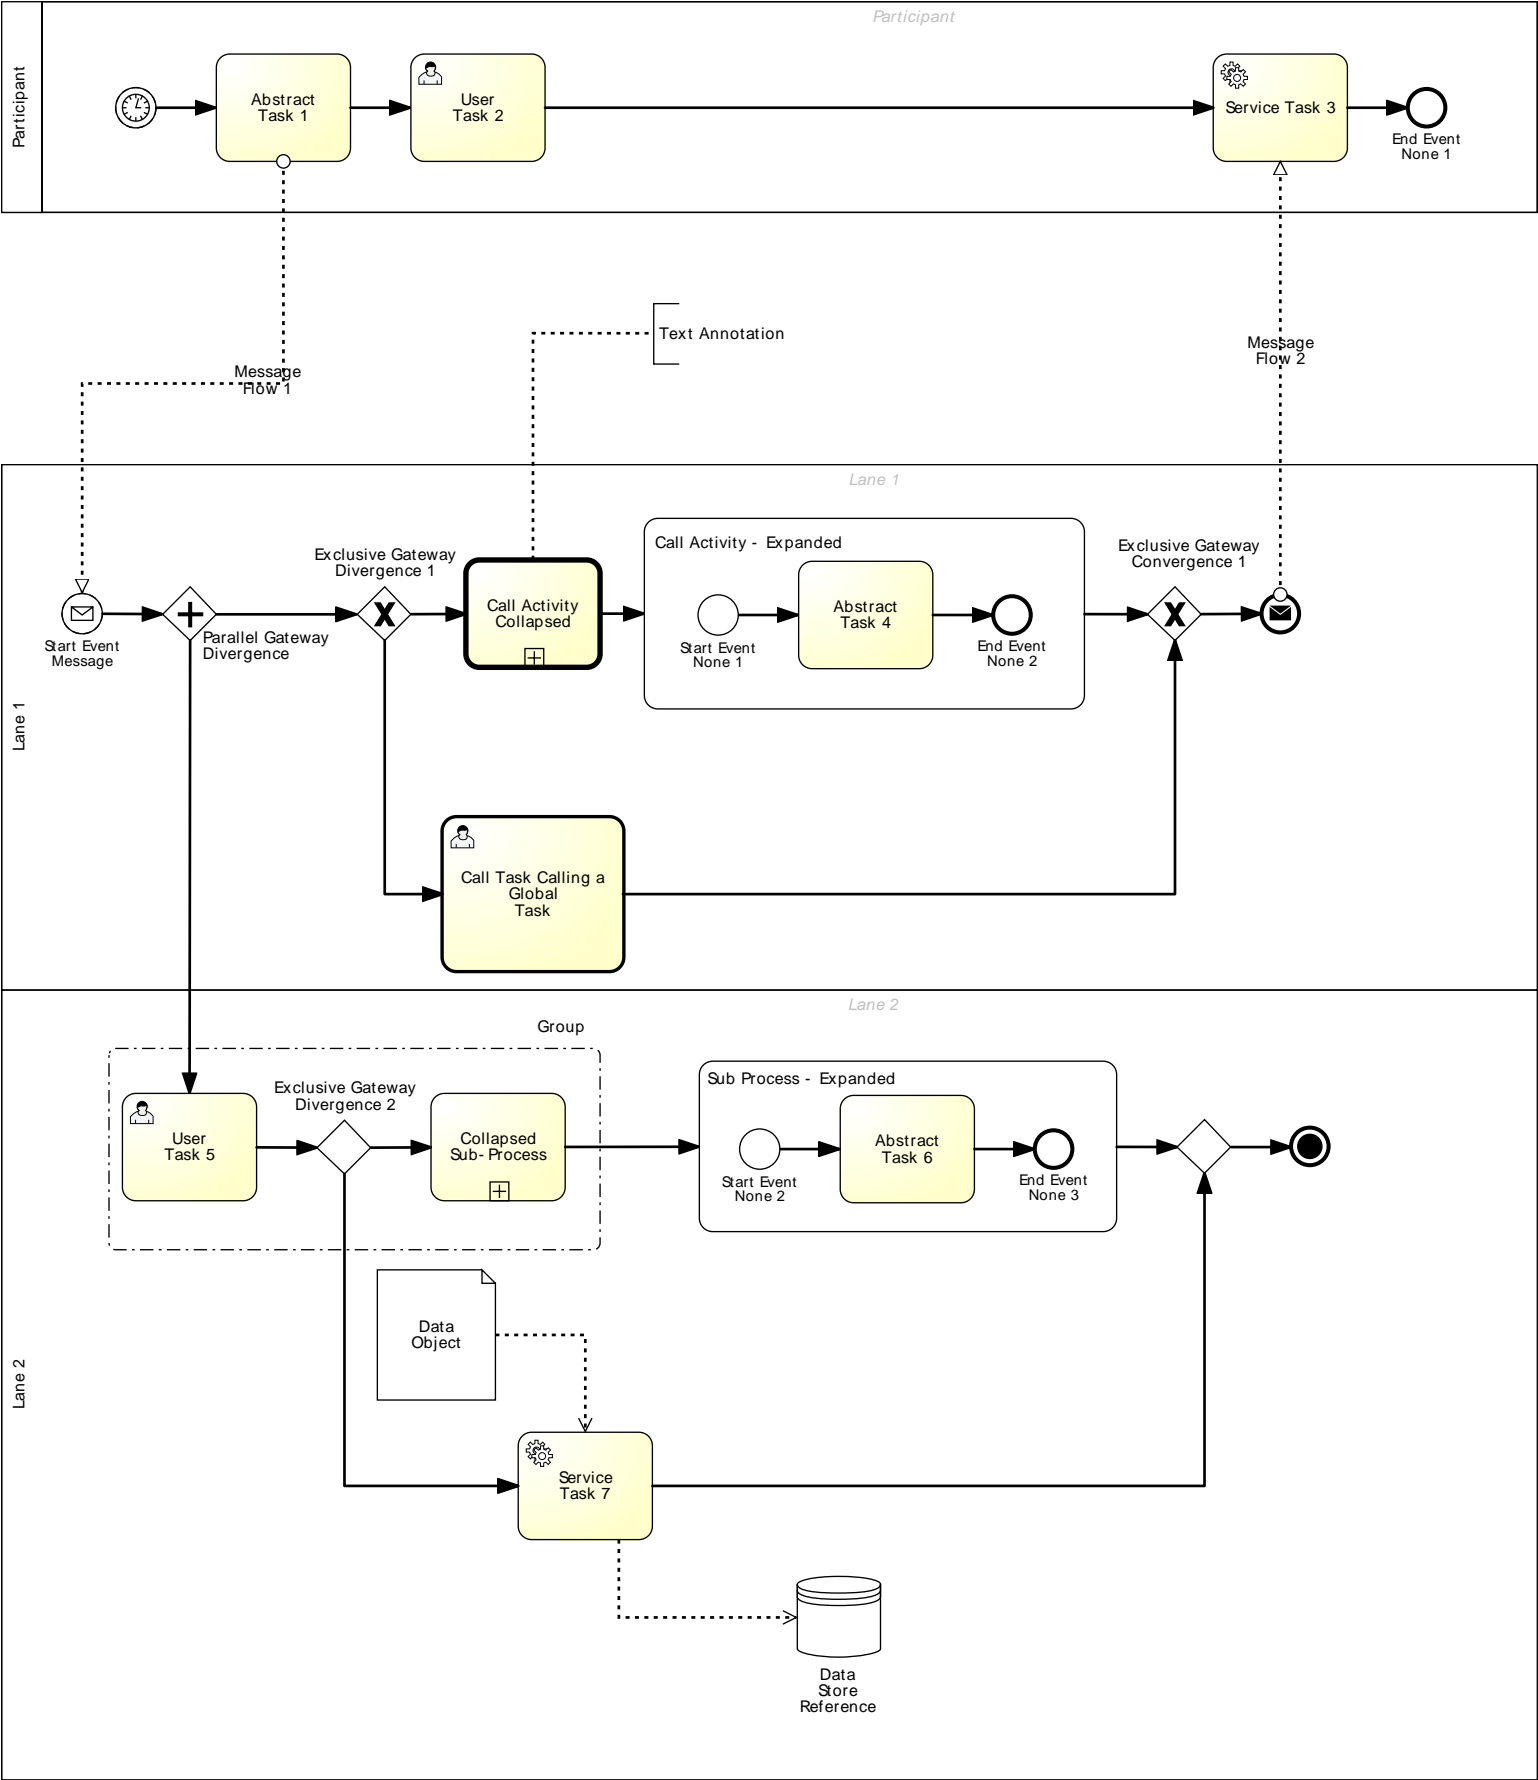 Participant
Participant
Abstract
Task 1
User
Task 2
Service Task 3
End Event
None 1
Text Annotation
Message
Flow 1
Message
Flow 2
Lane 1
Lane 1
Exclusive Gateway
Divergence 1
Call Activity - Expanded
Exclusive Gateway
Convergence 1
Call Activity
Collapsed
Abstract
Task 4
Start Event
Message
Parallel Gateway
Divergence
Start Event
None 1
End Event
None 2
Call Task Calling a
Global
Task
Lane 2
Lane 2
Group
Exclusive Gateway
Divergence 2
Sub Process - Expanded
User
Task 5
Collapsed
Sub-Process
Abstract
Task 6
Start Event
None 2
End Event
None 3
Data
Object
Service
Task 7
Data
Store
Reference